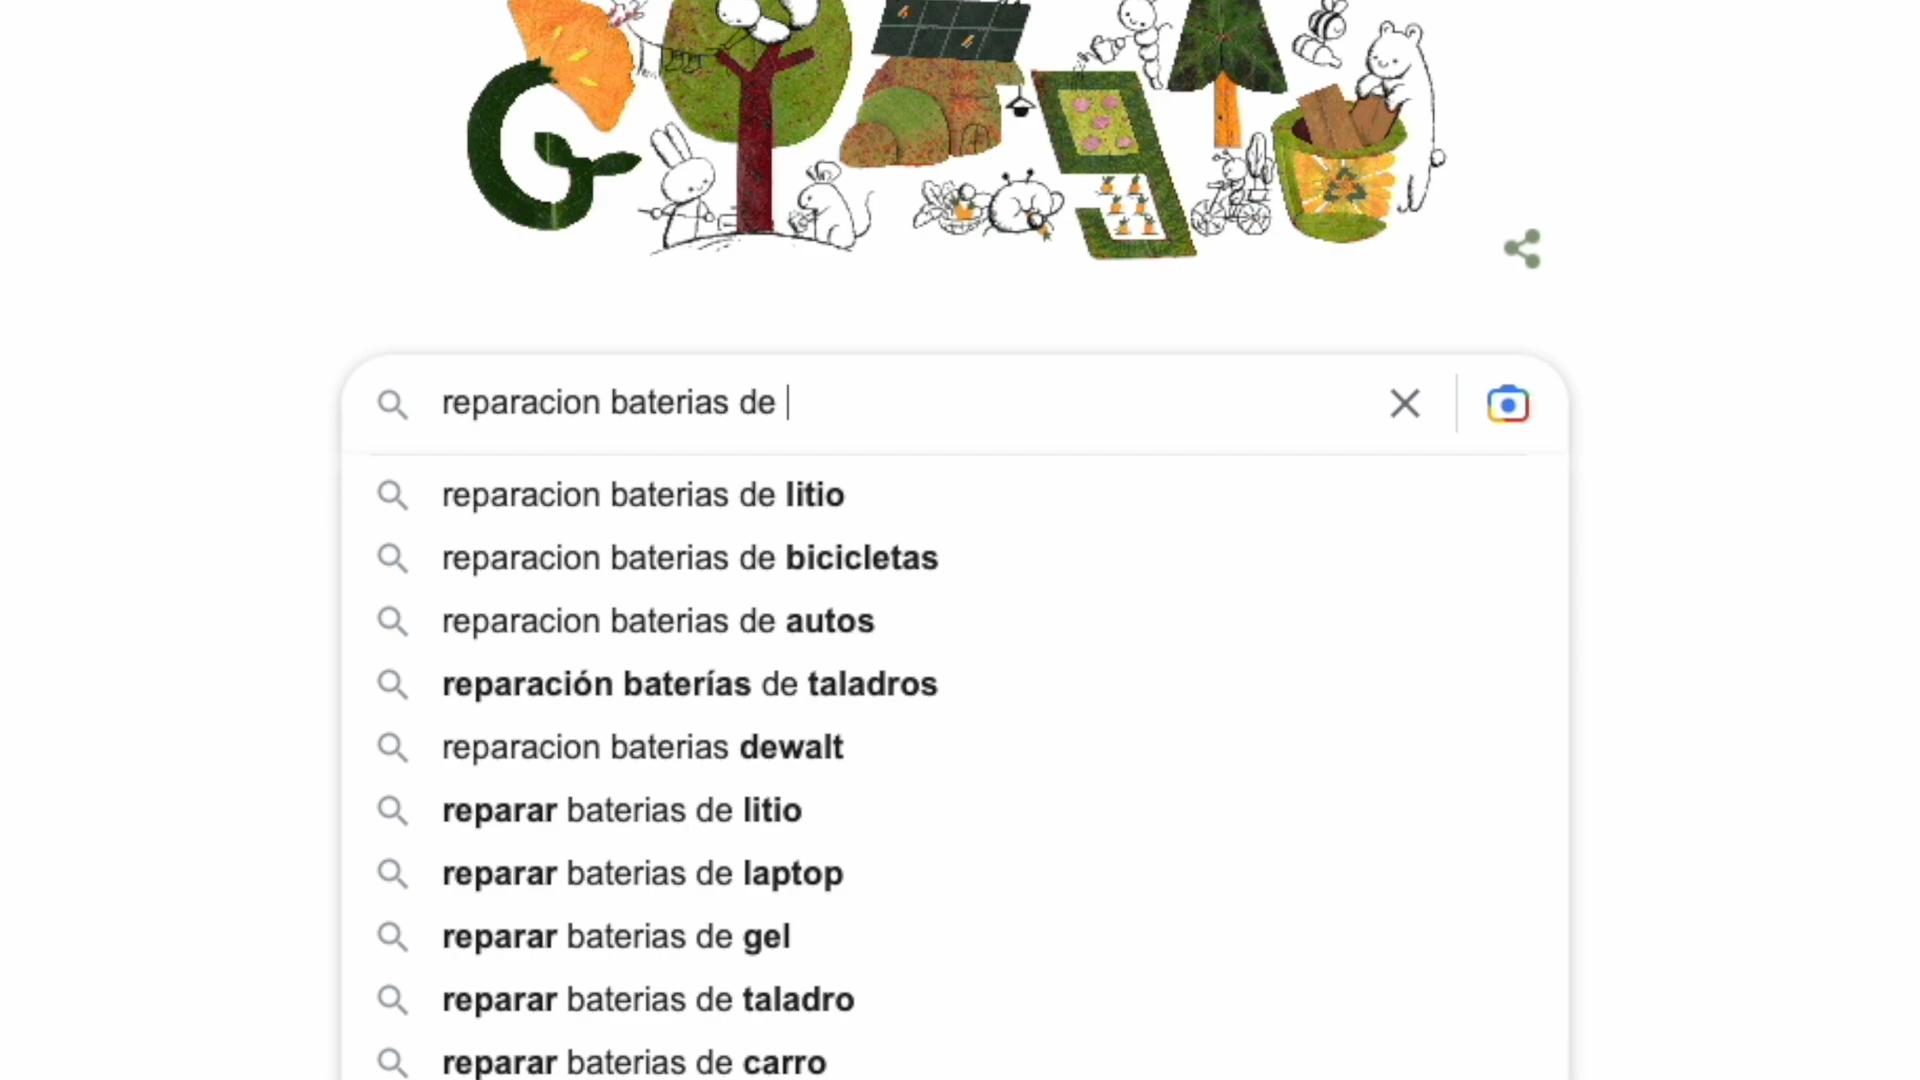 reparacion baterias de
reparacion baterias de litio
reparacion baterias de bicicletas
reparacion baterias de autos
reparación baterías de taladros
reparacion baterias dewalt
reparar baterias de litio
reparar baterias de laptop
reparar baterias de gel
reparar baterias de taladro
reparar baterias de carro